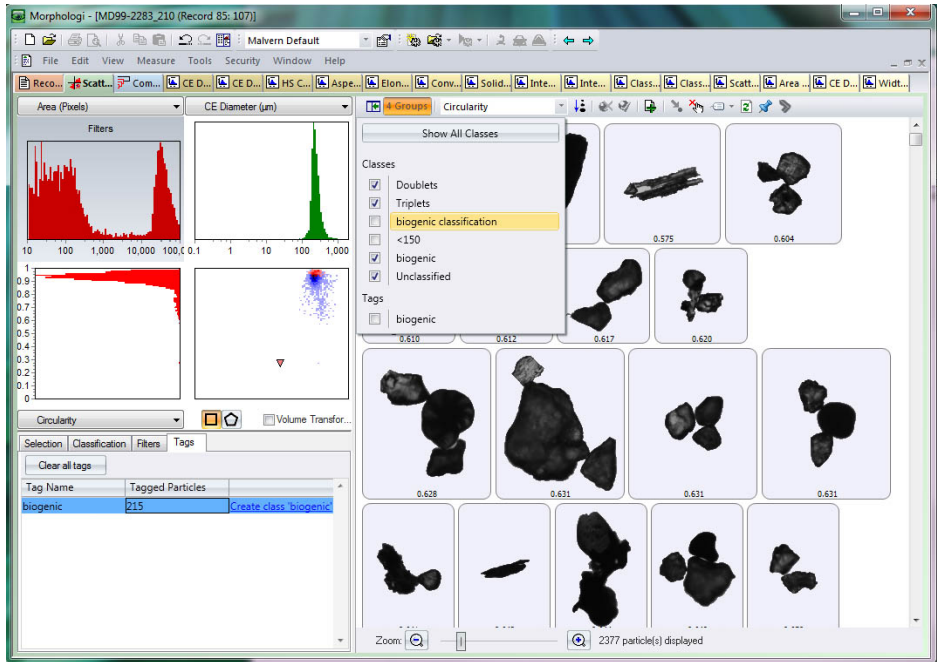 Morphologi - [MD99-2283_210 (Record 85: 107)]
Malvern Default
File Edit View Measure Tools Security Window Help
Reco... Scatt... Com... CE D... CE D... HS C... Aspe... Elon... Conv... Solid... Inte... Inte... Class... Class... Scatt... Area ... CE D... Widt...
Area (Pixels) CE Diameter (µm) 4 Groups Circularity
Filters
Show All Classes
Classes
Doublets
Triplets
biogenic classification
<150
biogenic
Unclassified
Tags
biogenic
0.575 0.604
10 100 1,000 10,000 100,0 0.1 1 10 100 1,000
1
0.9
0.8
0.7
0.6
0.5
0.4
0.3
0.2
0.1
0
0.610 0.612 0.617 0.620
Circularity Volume Transfor...
Selection Classification Filters Tags
Clear all tags
Tag Name Tagged Particles
biogenic 215 Create class 'biogenic'
0.628 0.631 0.631 0.631
Zoom: 2377 particle(s) displayed